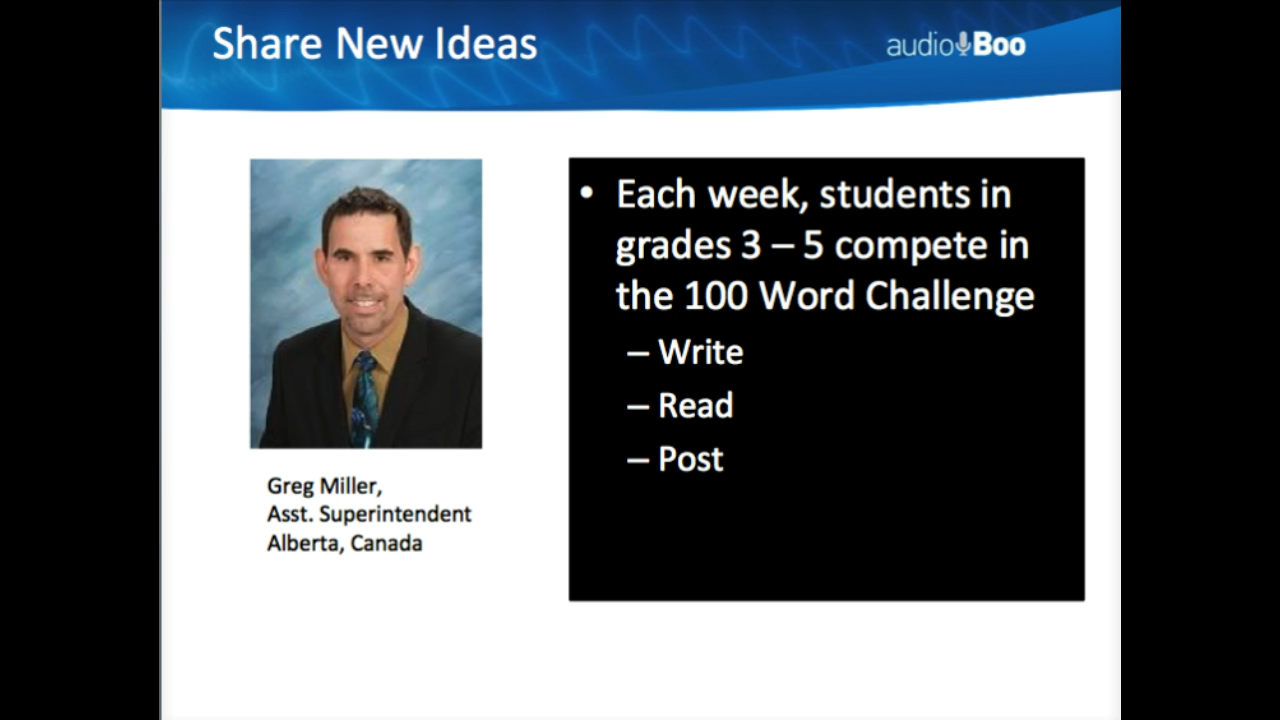 Share New Ideas
audioBoo
Greg Miller,
Asst. Superintendent
Alberta, Canada
• Each week, students in
grades 3 – 5 compete in
the 100 Word Challenge
– Write
– Read
– Post